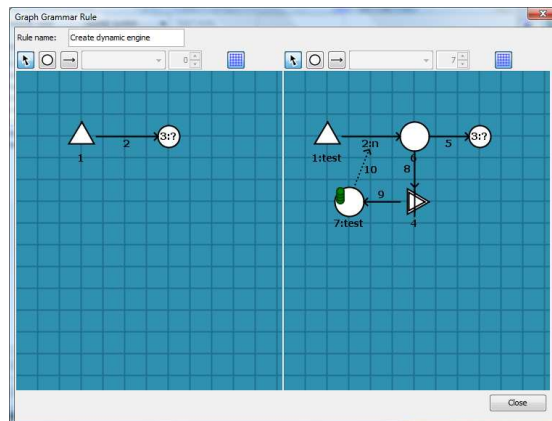 Graph Grammar Rule
Rule name: Create dynamic engine
0 7
3:? 3:?
1 2 1:test 2:n 6 5
10 8
9
7:test 4
Close